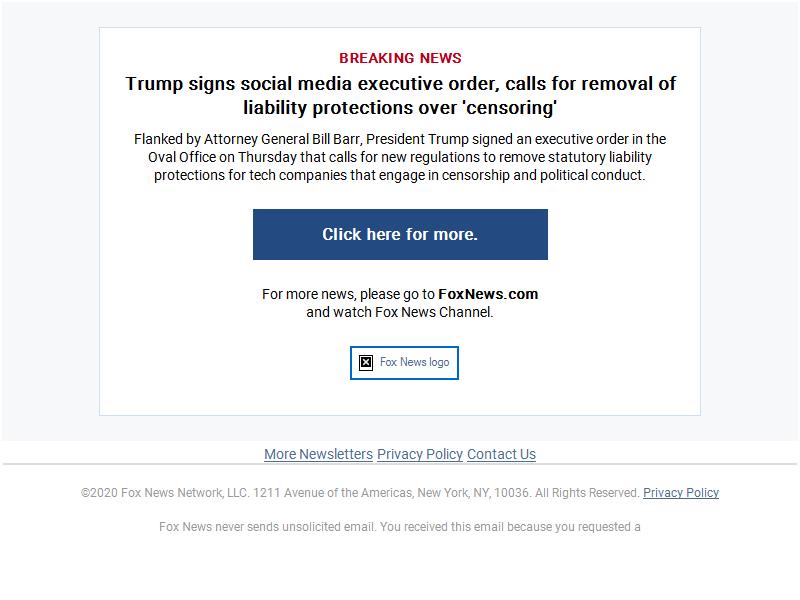 BREAKING NEWS
Trump signs social media executive order, calls for removal of
liability protections over 'censoring'
Flanked by Attorney General Bill Barr, President Trump signed an executive order in the
Oval Office on Thursday that calls for new regulations to remove statutory liability
protections for tech companies that engage in censorship and political conduct.
Click here for more.
For more news, please go to FoxNews.com
and watch Fox News Channel.
Fox News logo
More Newsletters Privacy Policy Contact Us
©2020 Fox News Network, LLC. 1211 Avenue of the Americas, New York, NY, 10036. All Rights Reserved. Privacy Policy
Fox News never sends unsolicited email. You received this email because you requested a